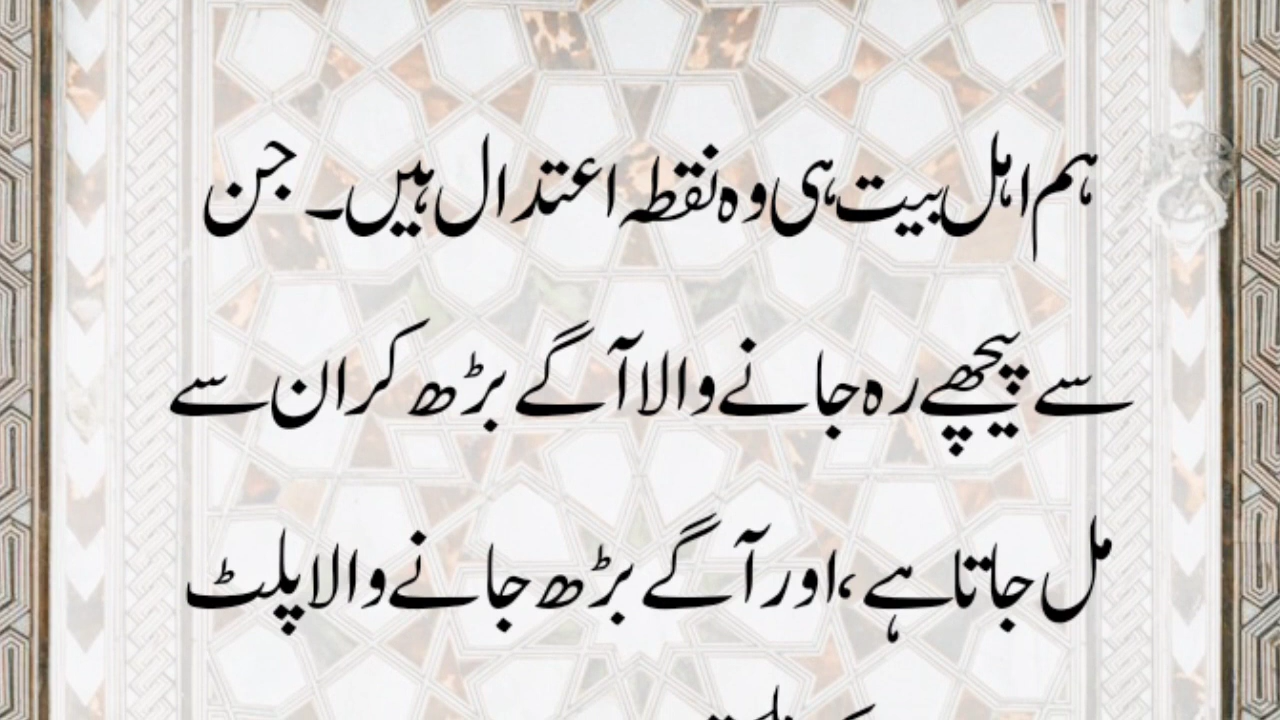 ہم اہل بیت ہی وہ نقطہ اعتدال ہیں۔ جن
سے پیچھے رہ جانے والا آگے بڑھ کر ان سے
مل جاتا ہے، اور آگے بڑھ جانے والا پلٹ